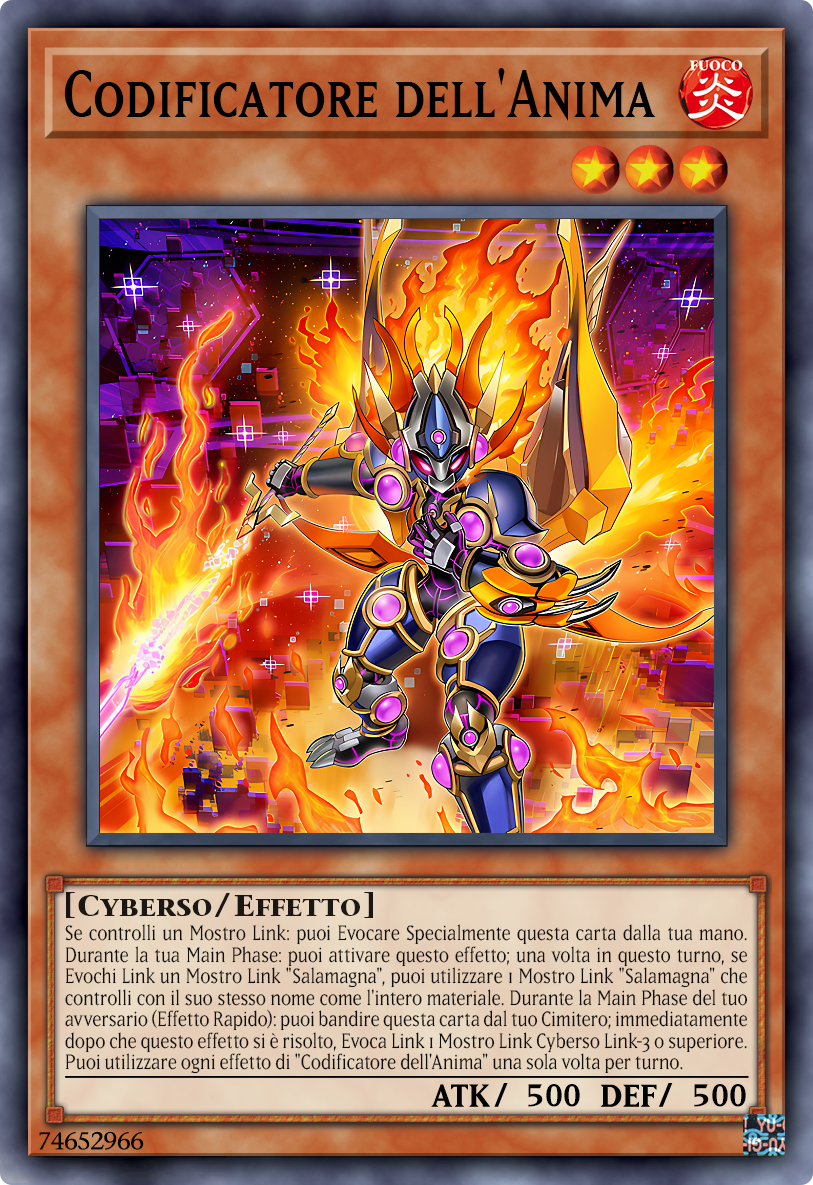 Codificatore dell'Anima
FUOCO
炎
[Cyberso/Effetto]
Se controlli un Mostro Link: puoi Evocare Specialmente questa carta dalla tua mano.
Durante la tua Main Phase: puoi attivare questo effetto; una volta in questo turno, se
Evochi Link un Mostro Link "Salamagna", puoi utilizzare 1 Mostro Link "Salamagna" che
controlli con il suo stesso nome come l'intero materiale. Durante la Main Phase del tuo
avversario (Effetto Rapido): puoi bandire questa carta dal tuo Cimitero; immediatamente
dopo che questo effetto si è risolto, Evoca Link 1 Mostro Link Cyberso Link-3 o superiore.
Puoi utilizzare ogni effetto di "Codificatore dell'Anima" una sola volta per turno.
ATK/ 500 DEF/ 500
74652966